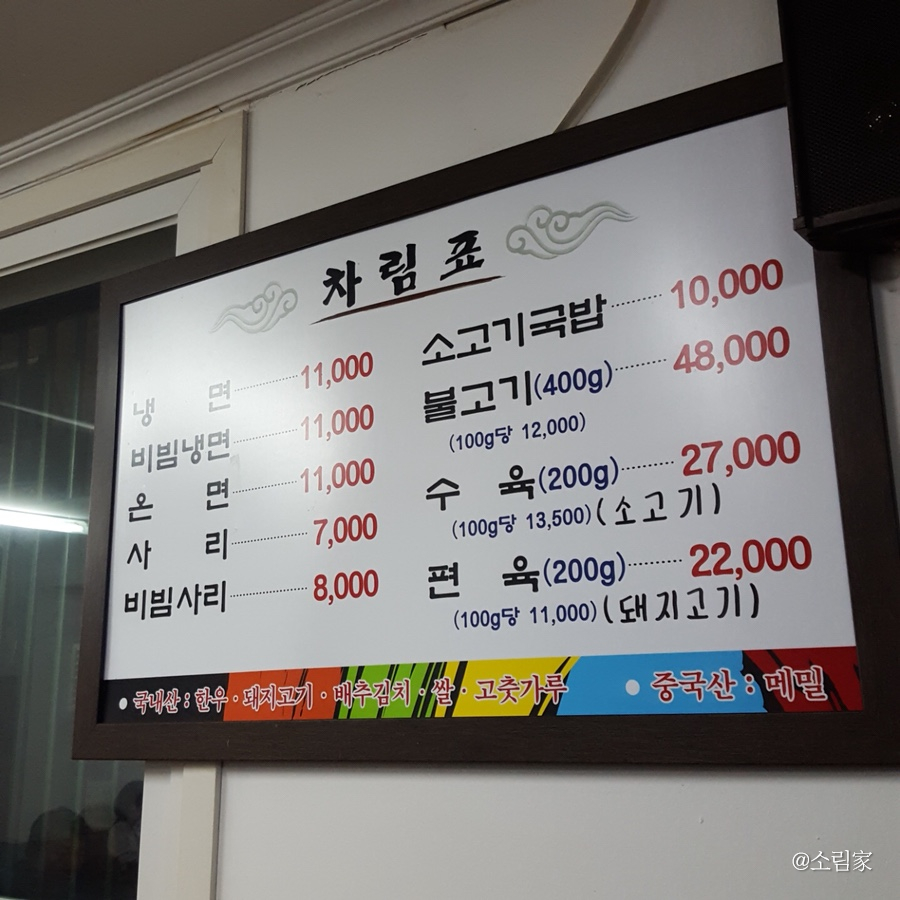 차림표
냉 면 11,000
비빔냉면 11,000
온 면 11,000
사 리 7,000
비빔사리 8,000
소고기국밥 10,000
불고기(400g) 48,000
(100g당 12,000)
수 육(200g) 27,000
(100g당 13,500)(소고기)
편 육(200g) 22,000
(100g당 11,000)(돼지고기)
● 국내산 : 한우 · 돼지고기 · 배추김치 · 쌀 · 고춧가루 ● 중국산 : 메밀
@소림家